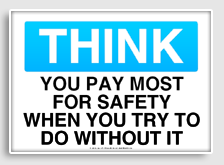 THINK
YOU PAY MOST
FOR SAFETY
WHEN YOU TRY TO
DO WITHOUT IT